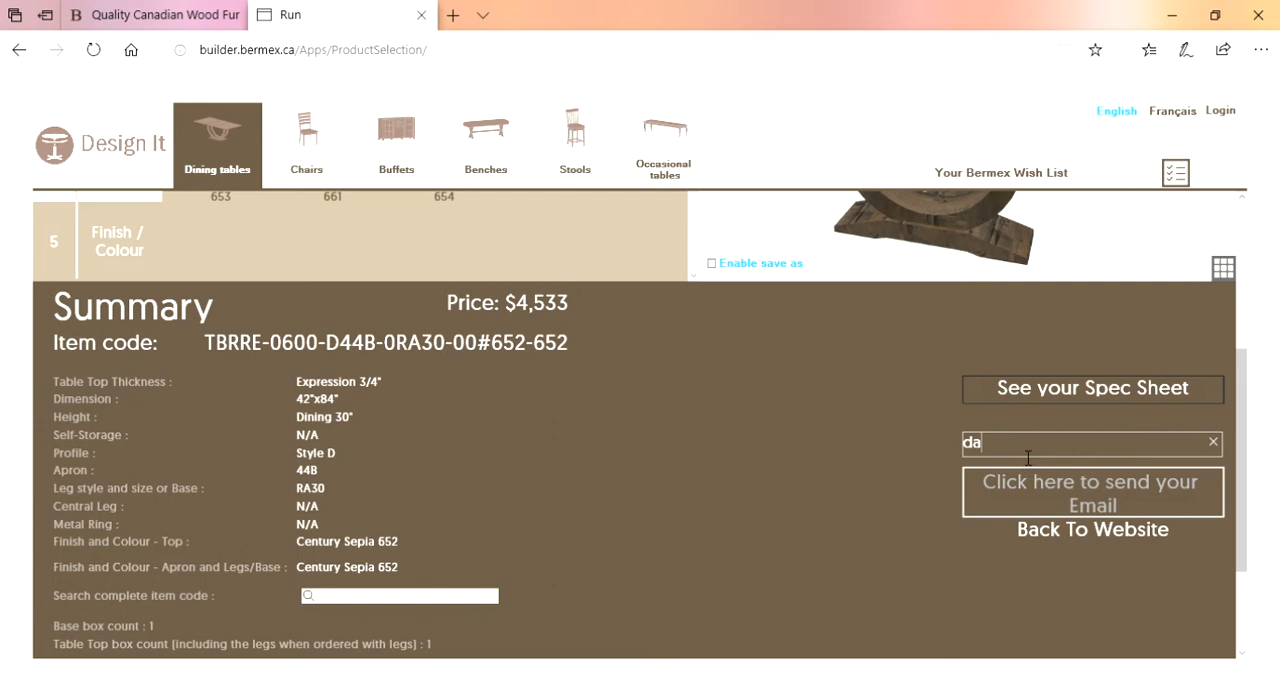 Quality Canadian Wood Fur
Run
builder.bermex.ca/Apps/ProductSelection/
English Français Login
Design It
Dining tables
Chairs
Buffets
Benches
Stools
Occasional
tables
Your Bermex Wish List
653 661 654
5
Finish /
Colour
Enable save as
Summary
Price: $4,533
Item code: TBRRE-0600-D44B-0RA30-00#652-652
Table Top Thickness : Expression 3/4"
Dimension : 42"x84"
Height : Dining 30"
Self-Storage : N/A
Profile : Style D
Apron : 44B
Leg style and size or Base : RA30
Central Leg : N/A
Metal Ring : N/A
Finish and Colour - Top : Century Sepia 652
Finish and Colour - Apron and Legs/Base : Century Sepia 652
Search complete item code :
Base box count : 1
Table Top box count (including the legs when ordered with legs) : 1
See your Spec Sheet
da
Click here to send your
Email
Back To Website